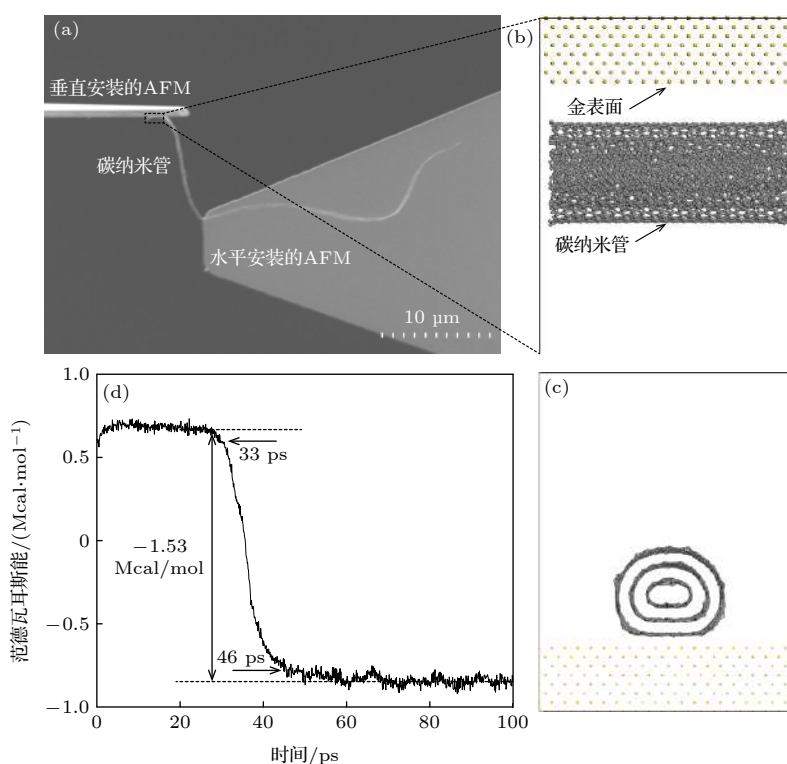 (a)
垂直安装的AFM
碳纳米管
水平安装的AFM
10 μm
(b)
金表面
碳纳米管
(d)
范德瓦耳斯能/(Mcal·mol⁻¹)
1.0
0.5
0
−0.5
−1.0
33 ps
−1.53
Mcal/mol
46 ps
0
20
40
60
80
100
时间/ps
(c)